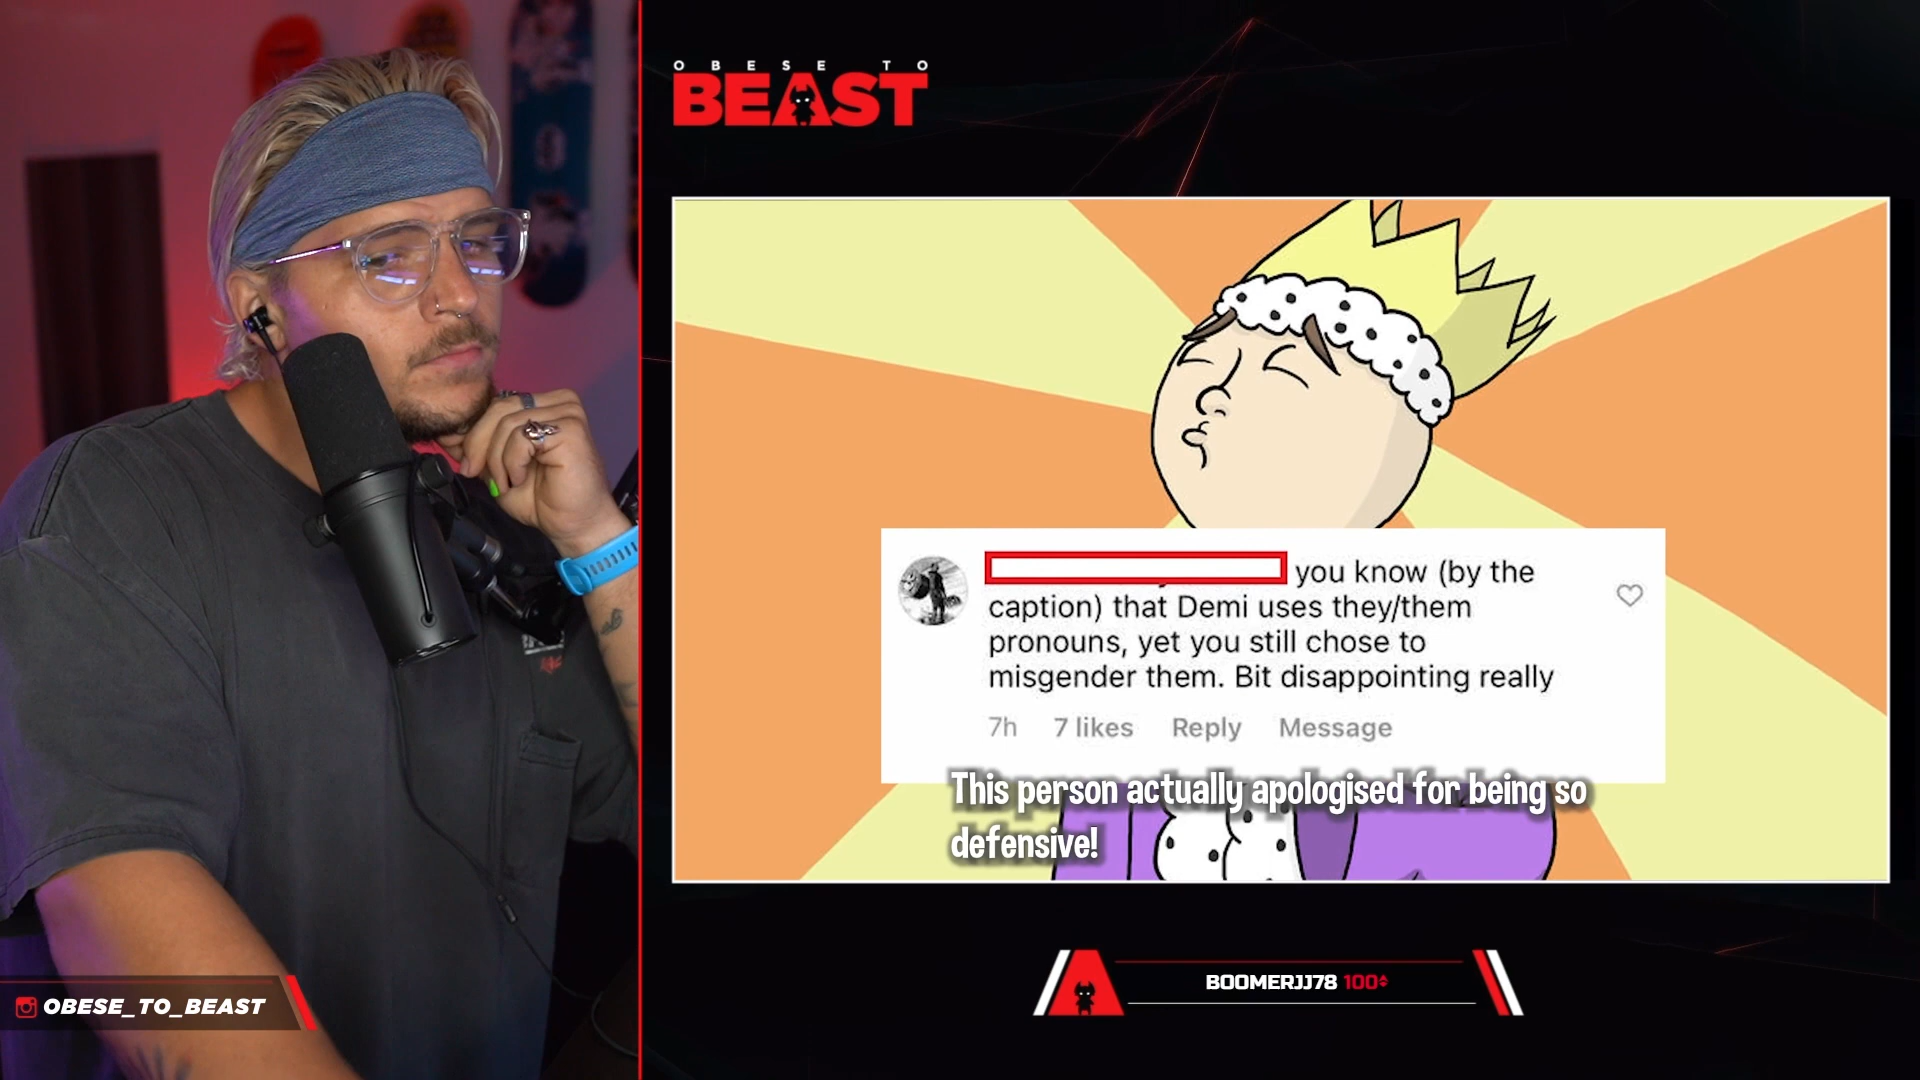 OBESE TO
BEAST
you know (by the
caption) that Demi uses they/them
pronouns, yet you still chose to
misgender them. Bit disappointing really
7h 7 likes Reply Message
This person actually apologised for being so
defensive!
BOOMERJJ78 100
OBESE_TO_BEAST